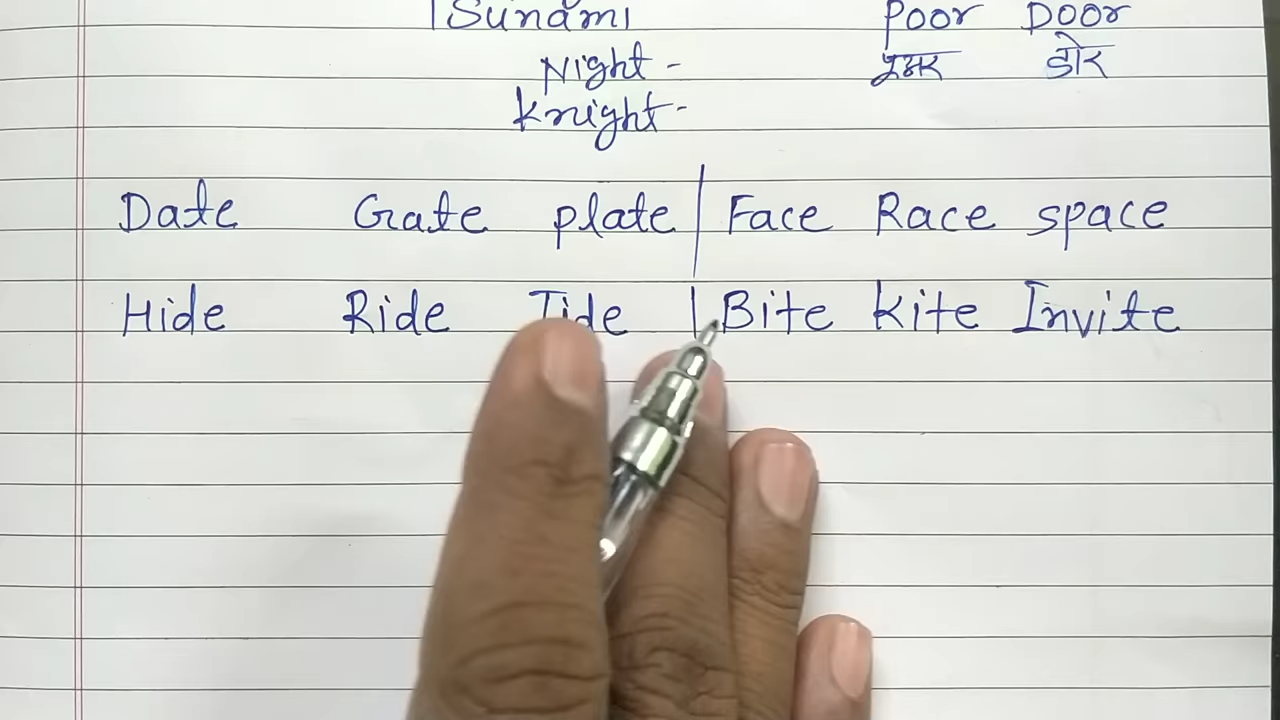 Tsunami Poor Door
Night - पूअर डोर
Knight -
Date Grate plate | Face Race space
Hide Ride Tide | Bite kite Invite